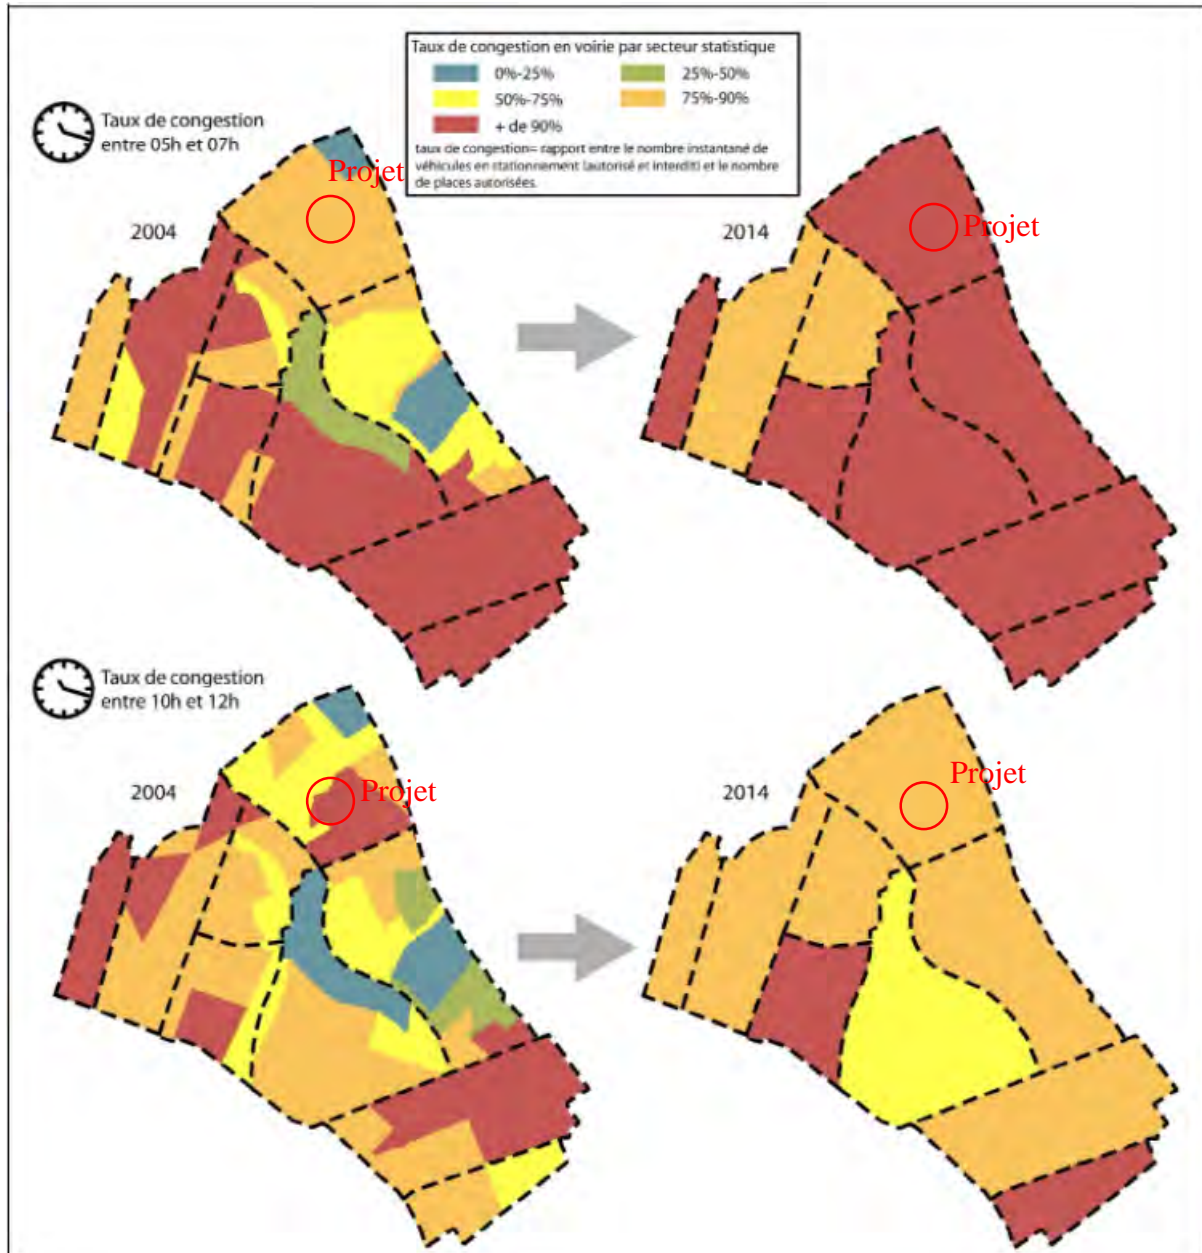 Taux de congestion en voirie par secteur statistique
0%-25%
25%-50%
50%-75%
75%-90%
+ de 90%
taux de congestion= rapport entre le nombre instantané de
véhicules en stationnement (autorisé et interdit) et le nombre
de places autorisées.
Taux de congestion
entre 05h et 07h
Projet
2004
2014
Projet
Taux de congestion
entre 10h et 12h
Projet
2004
2014
Projet